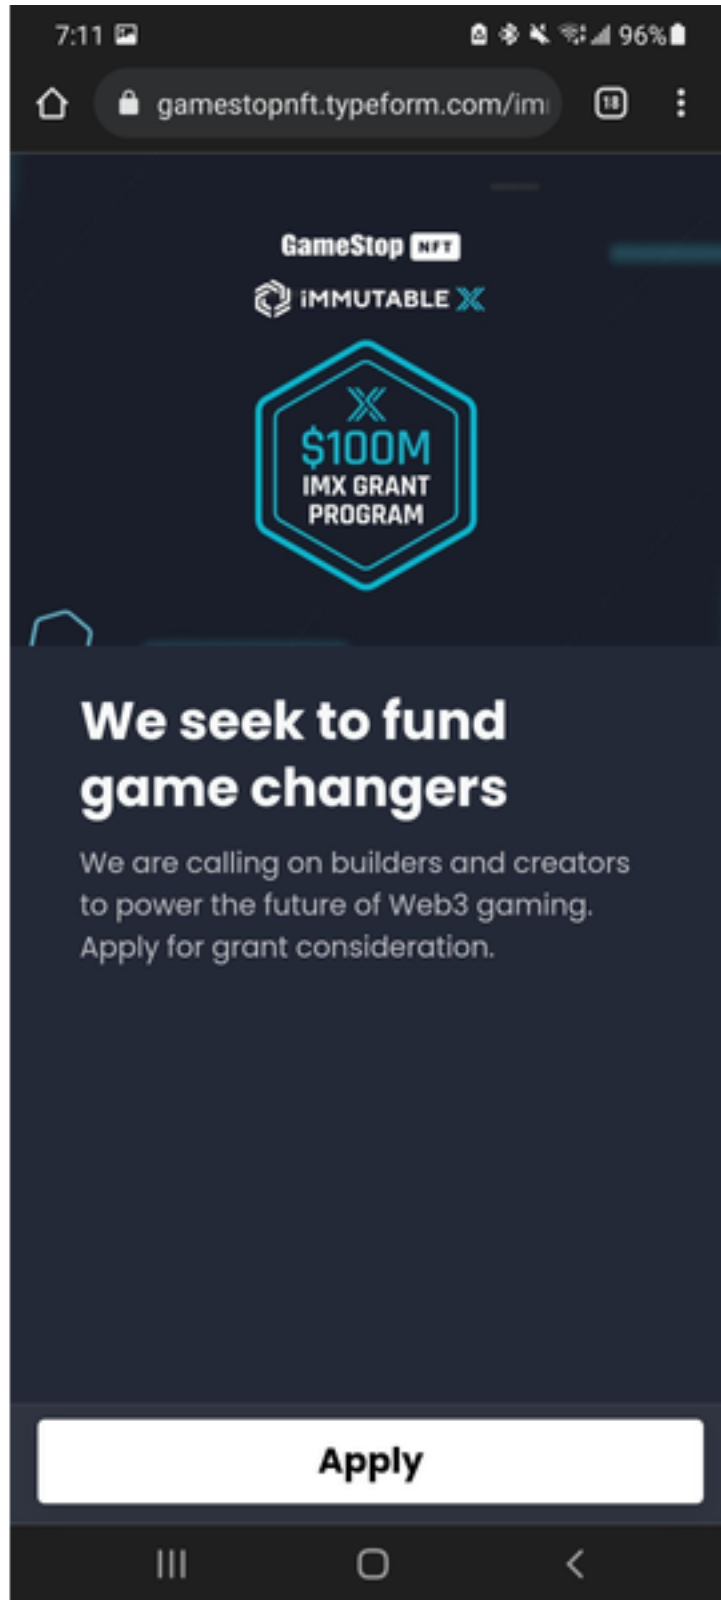 7:11 96%
gamestopnft.typeform.com/im 18
GameStop NFT
iMMUTABLE X
$100M
IMX GRANT
PROGRAM
We seek to fund
game changers
We are calling on builders and creators
to power the future of Web3 gaming.
Apply for grant consideration.
Apply